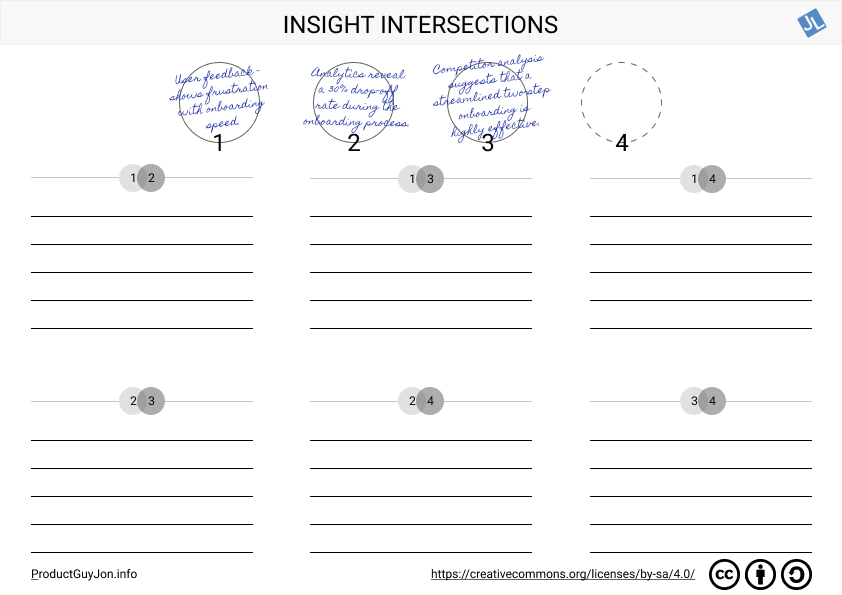 INSIGHT INTERSECTIONS
JL
User feedback-
shows frustration
with onboarding
speed.
1
Analytics reveal
a 30% drop-off
rate during the
onboarding process.
2
Competitor analysis
suggests that a
streamlined two-step
onboarding is
highly effective.
3
4
1 2
1 3
1 4
2 3
2 4
3 4
ProductGuyJon.info
https://creativecommons.org/licenses/by-sa/4.0/
cc